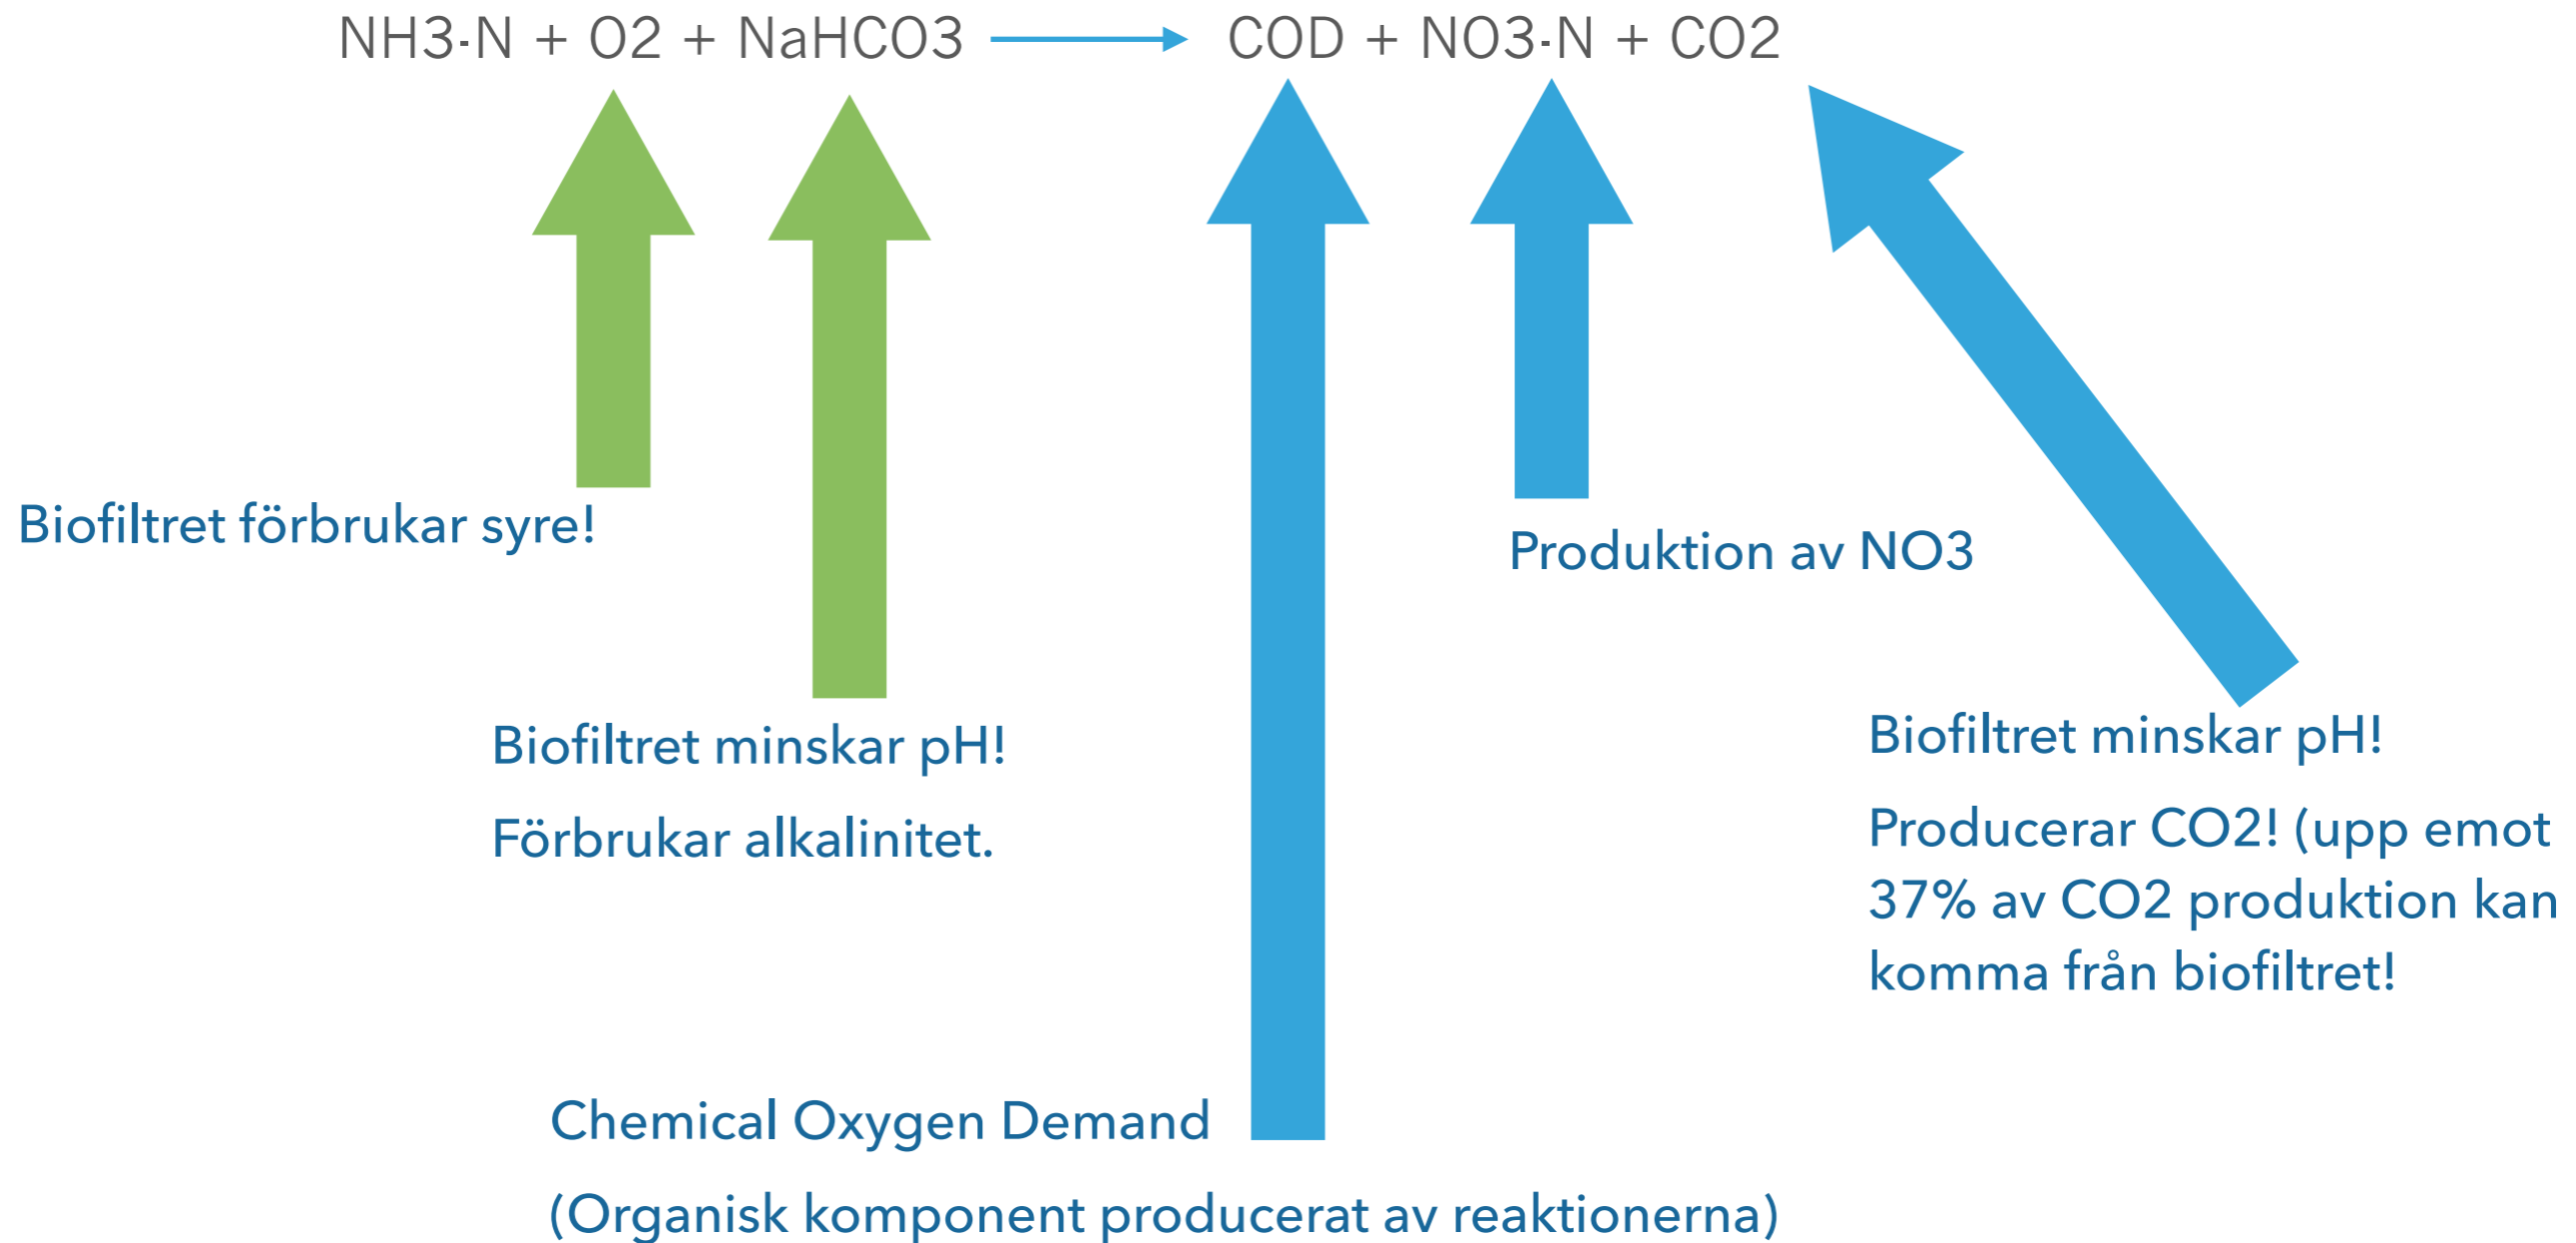 NH3-N + O2 + NaHCO3 COD + NO3-N + CO2
Biofiltret förbrukar syre!
Produktion av NO3
Biofiltret minskar pH!
Förbrukar alkalinitet.
Biofiltret minskar pH!
Producerar CO2! (upp emot
37% av CO2 produktion kan
komma från biofiltret!
Chemical Oxygen Demand
(Organisk komponent producerat av reaktionerna)